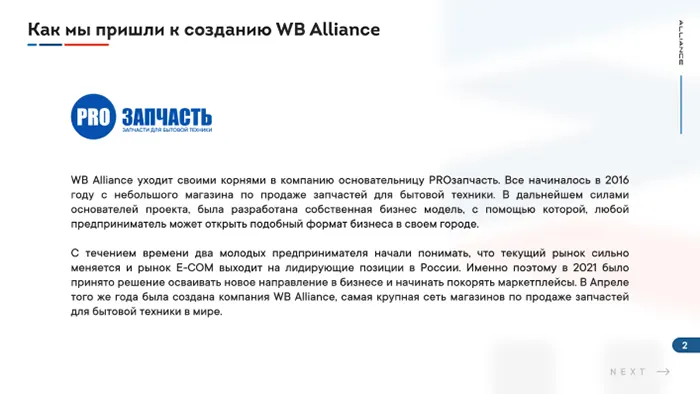 Как мы пришли к созданию WB Alliance
ALLIANCE
PRO ЗАПЧАСТЬ
ЗАПЧАСТИ ДЛЯ БЫТОВОЙ ТЕХНИКИ
WB Alliance уходит своими корнями в компанию основательницу PROзапчасть. Все начиналось в 2016
году с небольшого магазина по продаже запчастей для бытовой техники. В дальнейшем силами
основателей проекта, была разработана собственная бизнес модель, с помощью которой, любой
предприниматель может открыть подобный формат бизнеса в своем городе.
С течением времени два молодых предпринимателя начали понимать, что текущий рынок сильно
меняется и рынок E-COM выходит на лидирующие позиции в России. Именно поэтому в 2021 было
принято решение осваивать новое направление в бизнесе и начинать покорять маркетплейсы. В Апреле
того же года была создана компания WB Alliance, самая крупная сеть магазинов по продаже запчастей
для бытовой техники в мире.
2
NEXT